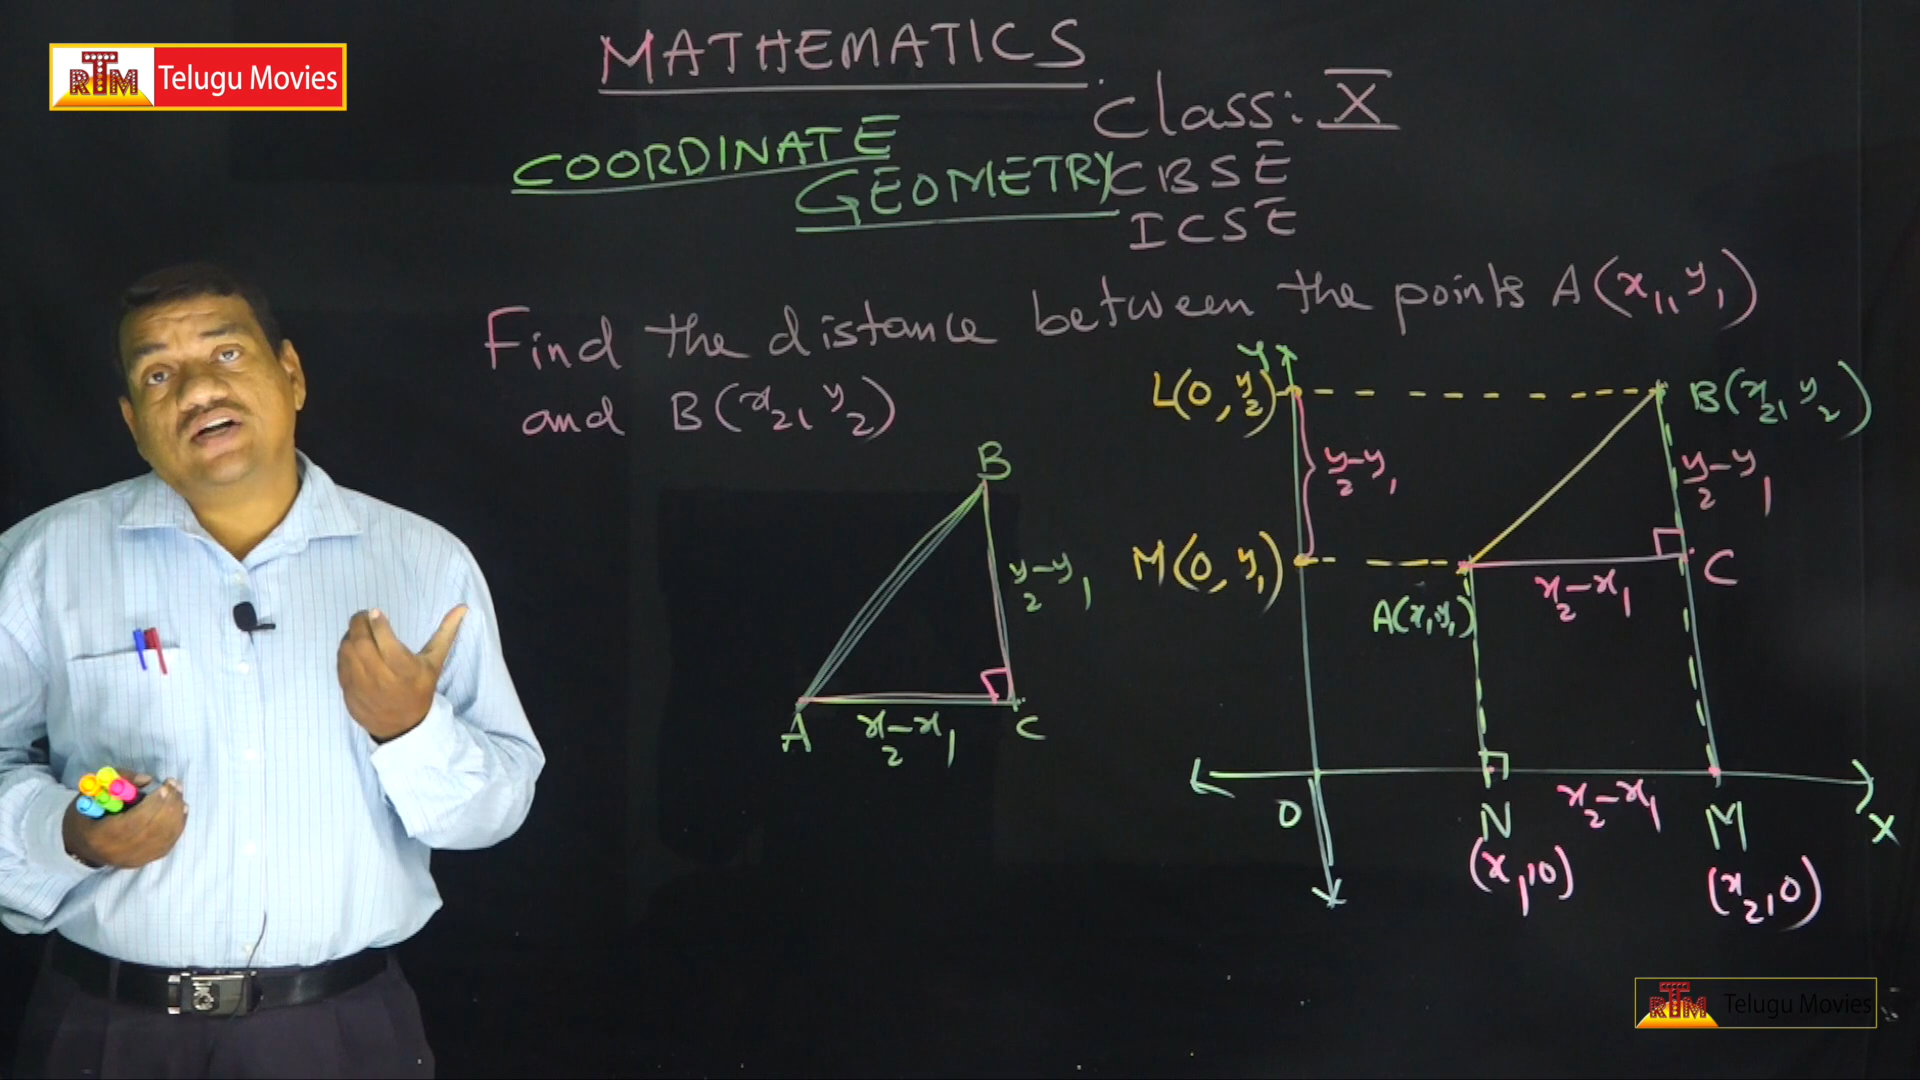 RTM Telugu Movies
MATHEMATICS
Class: X
COORDINATE
GEOMETRY
CBSE
ICSE
Find the distance between the points A(x₁, y₁)
and B(x₂, y₂)
Y
L(0, y₂)
B(x₂, y₂)
y₂-y₁
y₂-y₁
B
M(0, y₁)
C
y₂-y₁
x₂-x₁
A(x₁, y₁)
A
x₂-x₁
C
O
N
x₂-x₁
M
X
(x₁, 0)
(x₂, 0)
RTM Telugu Movies